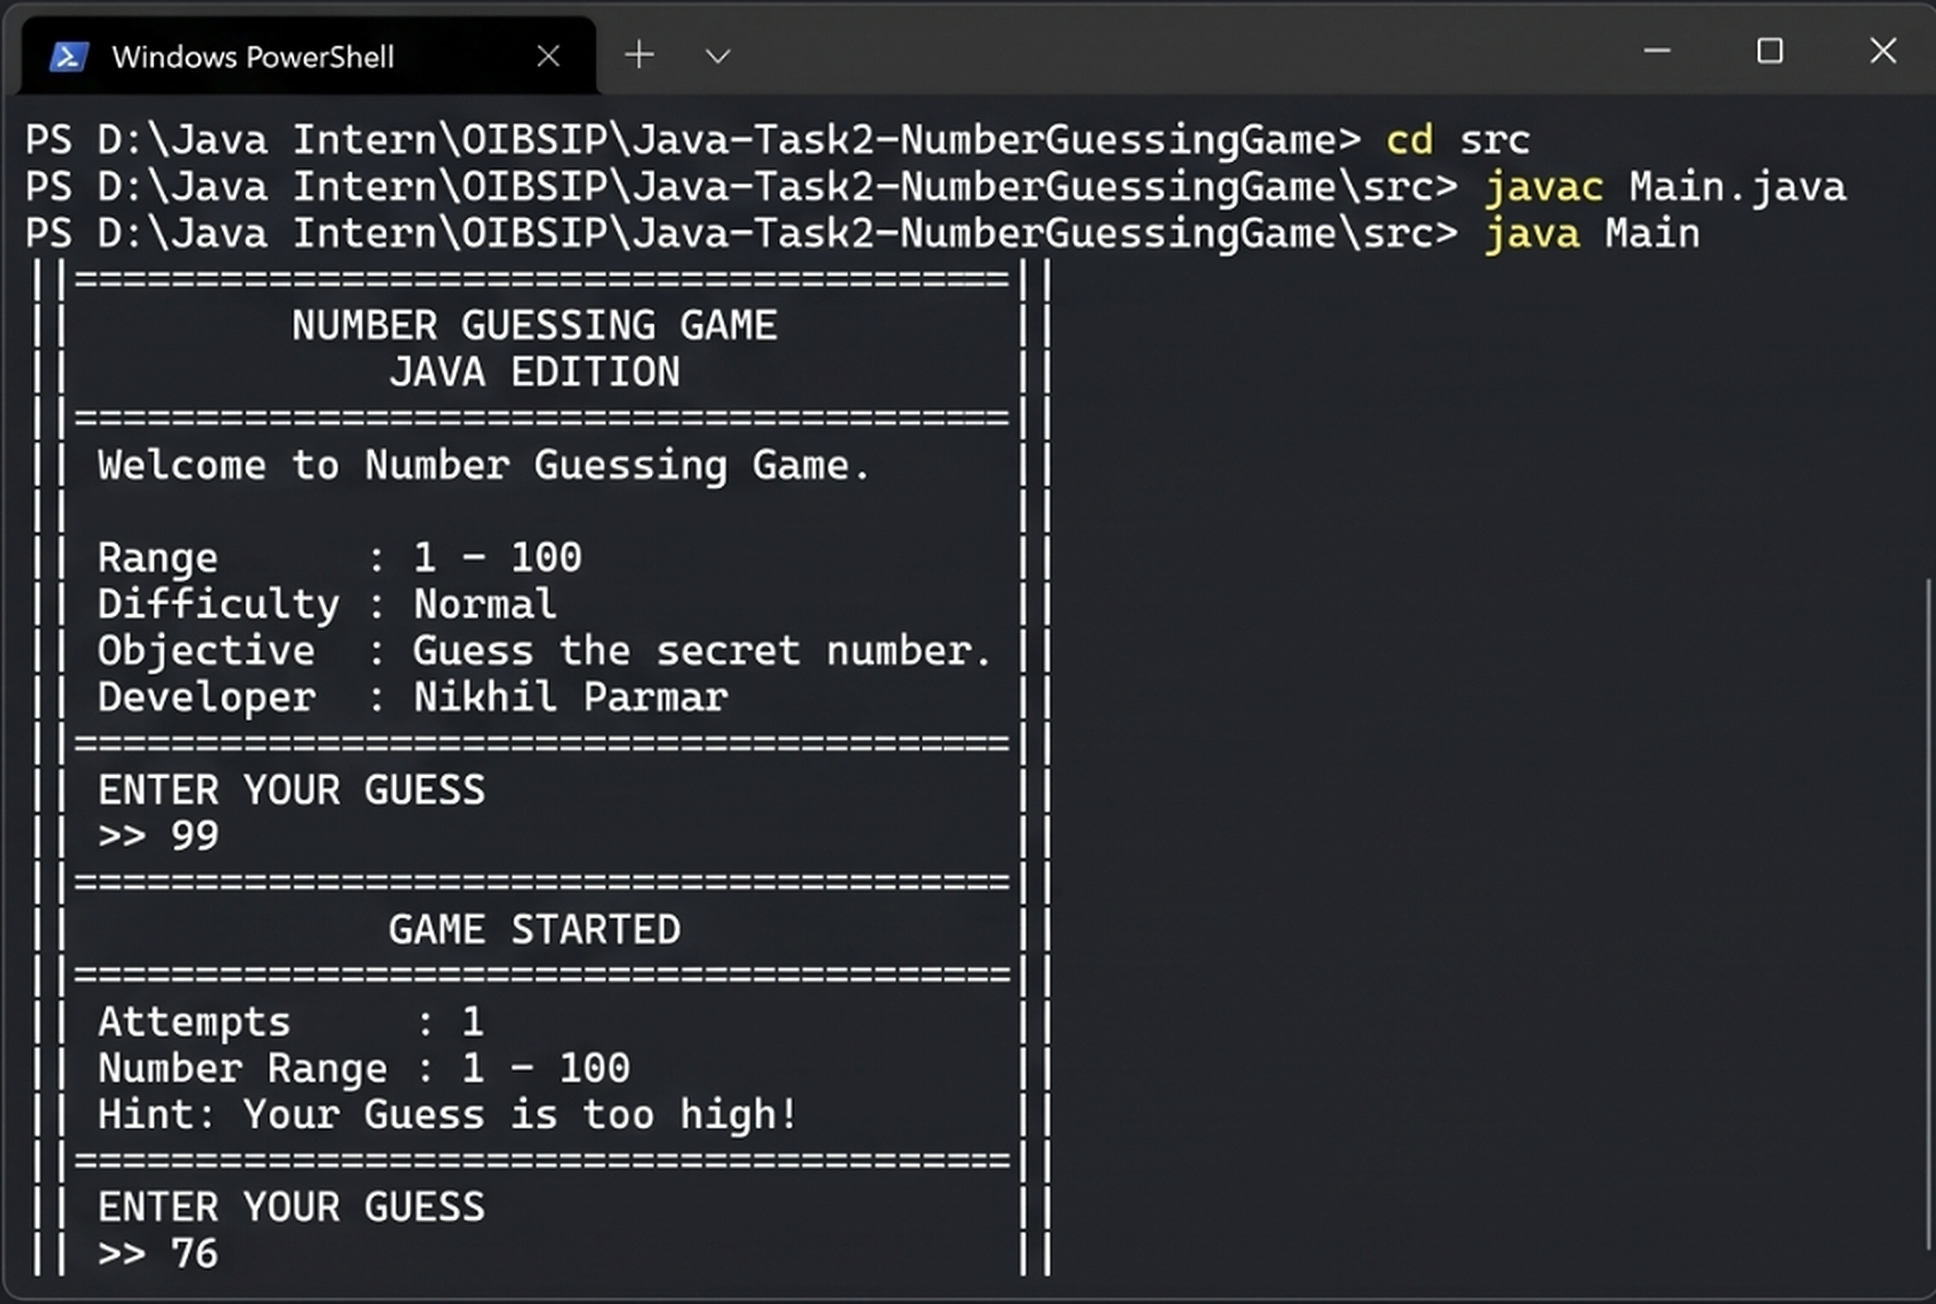 Windows PowerShell
PS D:\Java Intern\OIBSIP\Java-Task2-NumberGuessingGame> cd src
PS D:\Java Intern\OIBSIP\Java-Task2-NumberGuessingGame\src> javac Main.java
PS D:\Java Intern\OIBSIP\Java-Task2-NumberGuessingGame\src> java Main
||=======================================||
||         NUMBER GUESSING GAME          ||
||             JAVA EDITION              ||
||=======================================||
|| Welcome to Number Guessing Game.      ||
||                                       ||
|| Range      : 1 - 100                  ||
|| Difficulty : Normal                   ||
|| Objective  : Guess the secret number. ||
|| Developer  : Nikhil Parmar            ||
||=======================================||
|| ENTER YOUR GUESS                      ||
|| >> 99                                 ||
||=======================================||
||             GAME STARTED              ||
||=======================================||
|| Attempts     : 1                      ||
|| Number Range : 1 - 100                ||
|| Hint: Your Guess is too high!         ||
||=======================================||
|| ENTER YOUR GUESS                      ||
|| >> 76                                 ||